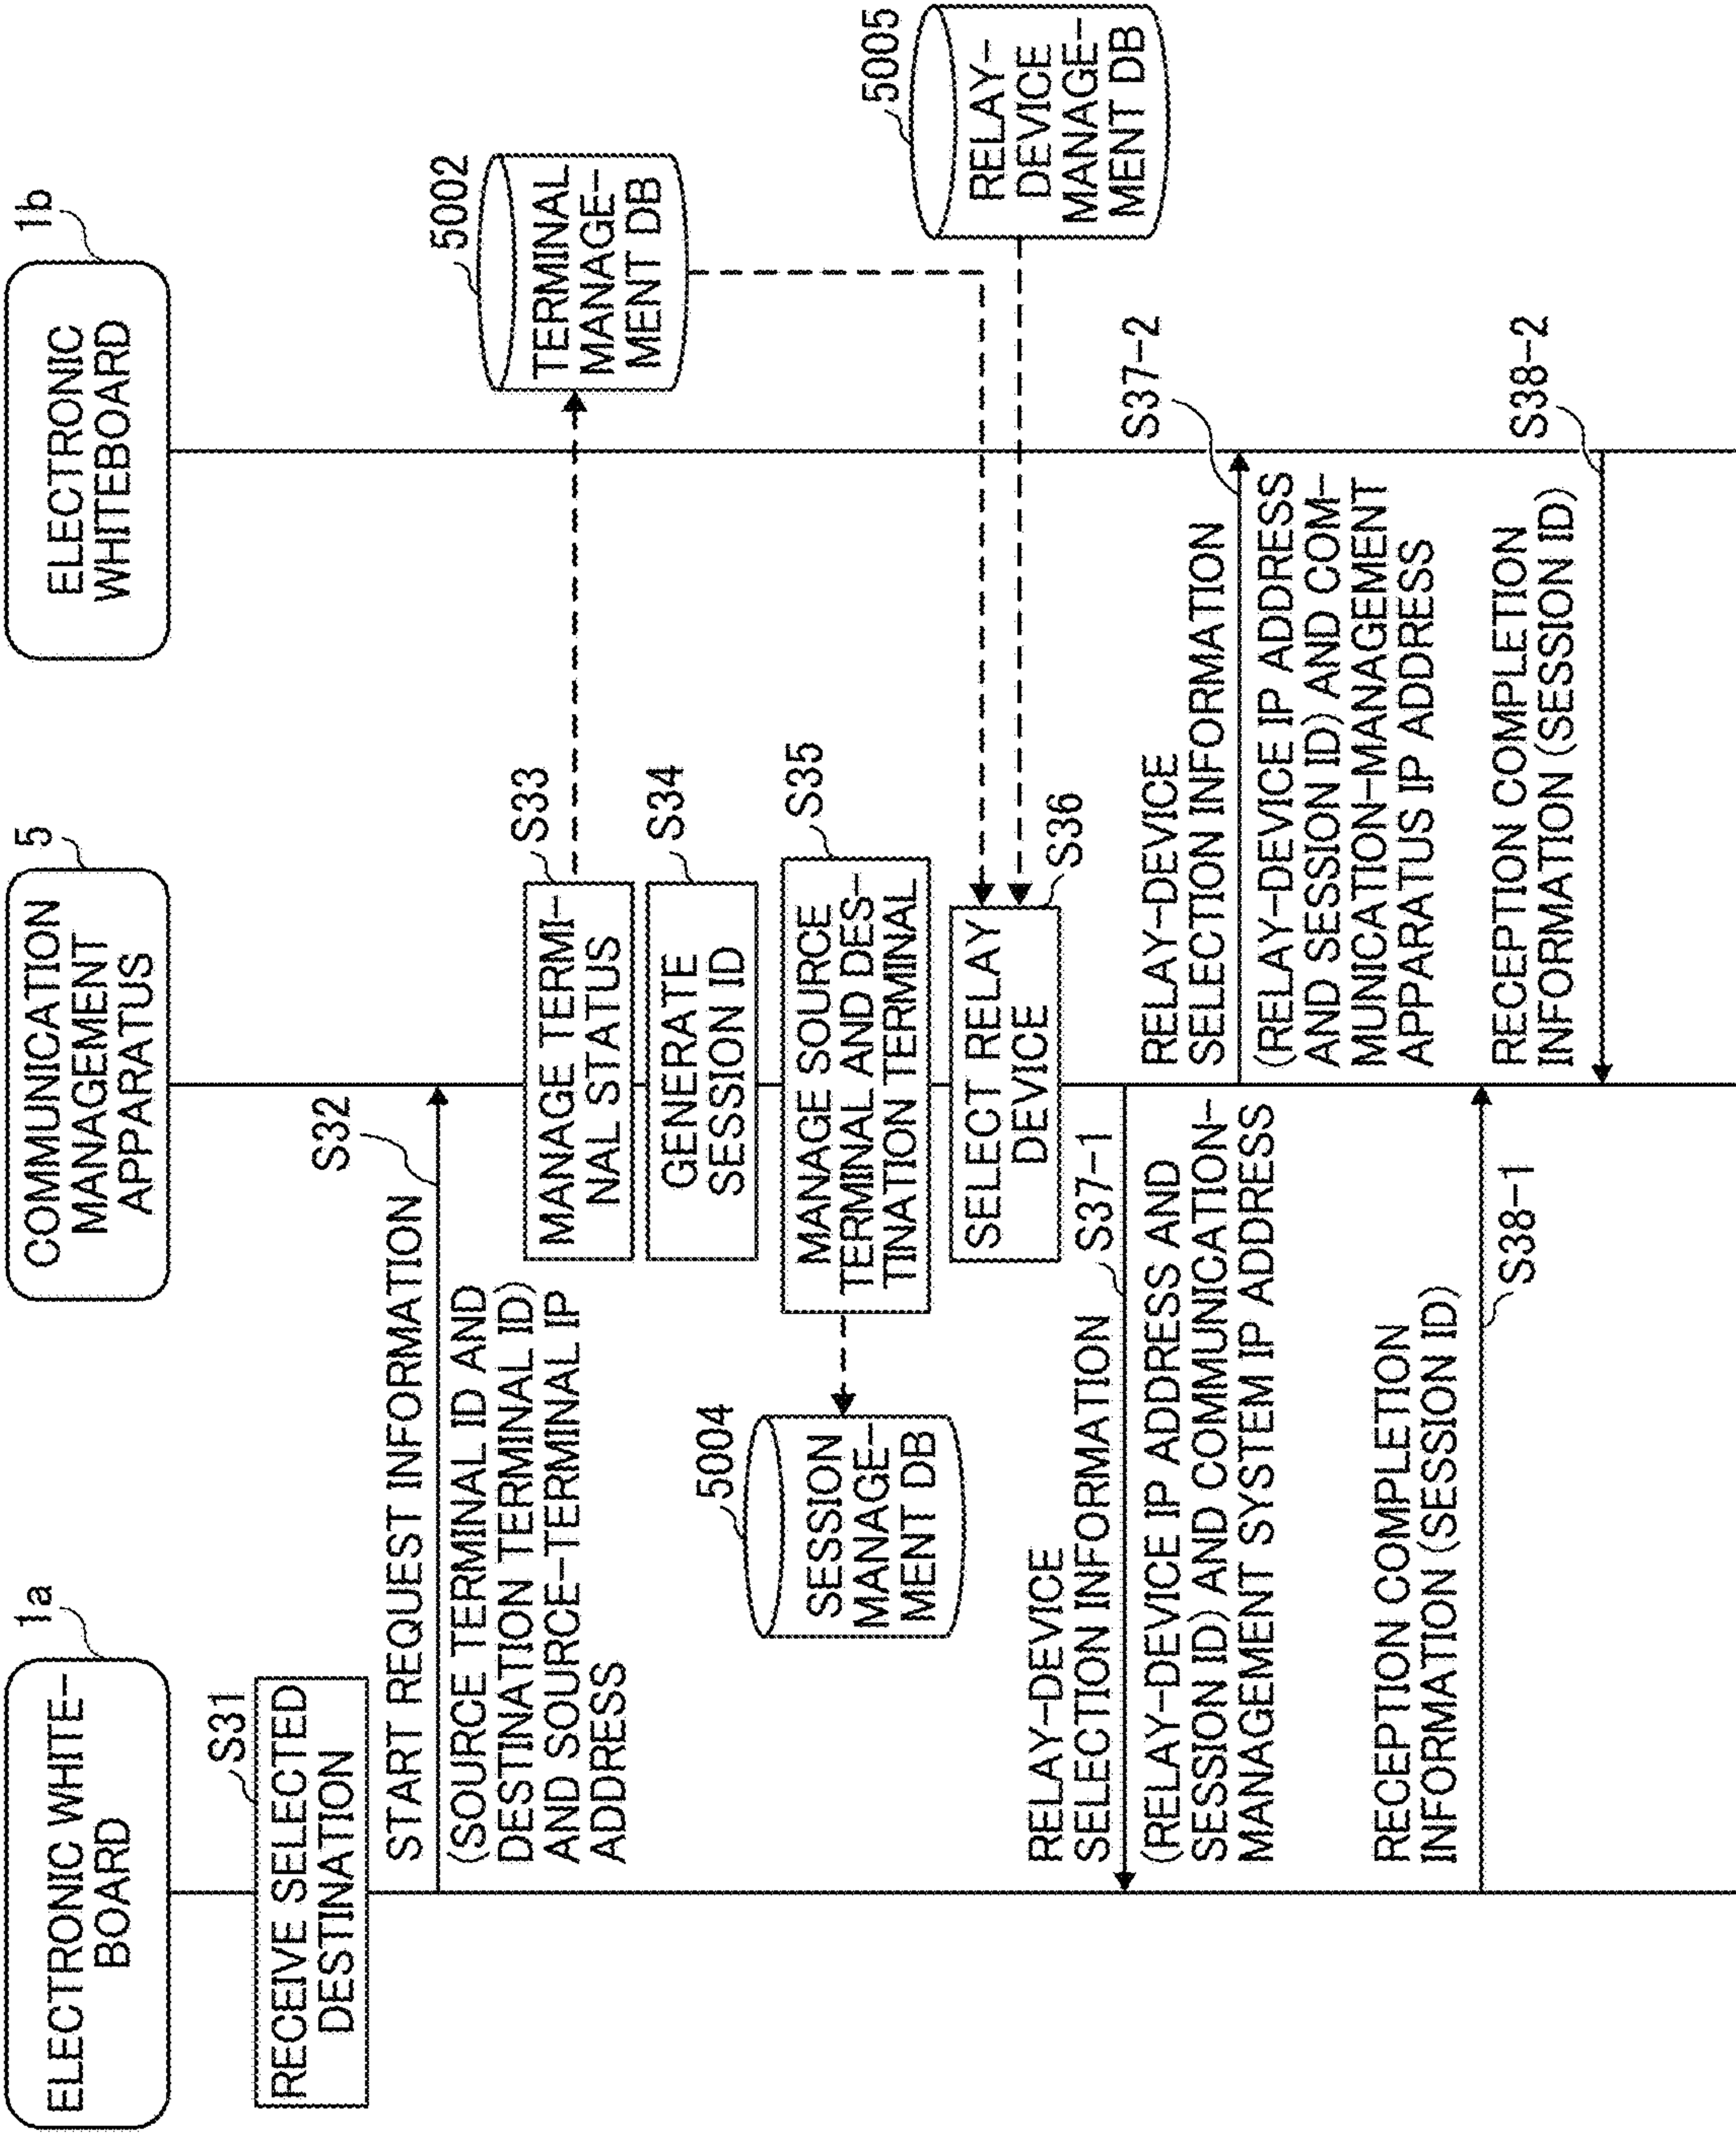 ELECTRONIC WHITE-
BOARD
1a
COMMUNICATION
MANAGEMENT
APPARATUS
5
ELECTRONIC
WHITEBOARD
1b
RECEIVE SELECTED
DESTINATION
S31
START REQUEST INFORMATION
S32
(SOURCE TERMINAL ID AND
DESTINATION TERMINAL ID)
AND SOURCE-TERMINAL IP
ADDRESS
MANAGE TERMI-
NAL STATUS
S33
TERMINAL
MANAGE-
MENT DB
5002
GENERATE
SESSION ID
S34
SESSION
MANAGE-
MENT DB
5004
MANAGE SOURCE
TERMINAL AND DES-
TINATION TERMINAL
S35
RELAY-
DEVICE
MANAGE-
MENT DB
5005
SELECT RELAY
DEVICE
S36
RELAY-DEVICE
SELECTION INFORMATION
S37-1
(RELAY-DEVICE IP ADDRESS AND
SESSION ID) AND COMMUNICATION-
MANAGEMENT SYSTEM IP ADDRESS
RELAY-DEVICE
SELECTION INFORMATION
S37-2
(RELAY-DEVICE IP ADDRESS
AND SESSION ID) AND COM-
MUNICATION-MANAGEMENT
APPARATUS IP ADDRESS
RECEPTION COMPLETION
INFORMATION (SESSION ID)
S38-1
RECEPTION COMPLETION
INFORMATION (SESSION ID)
S38-2